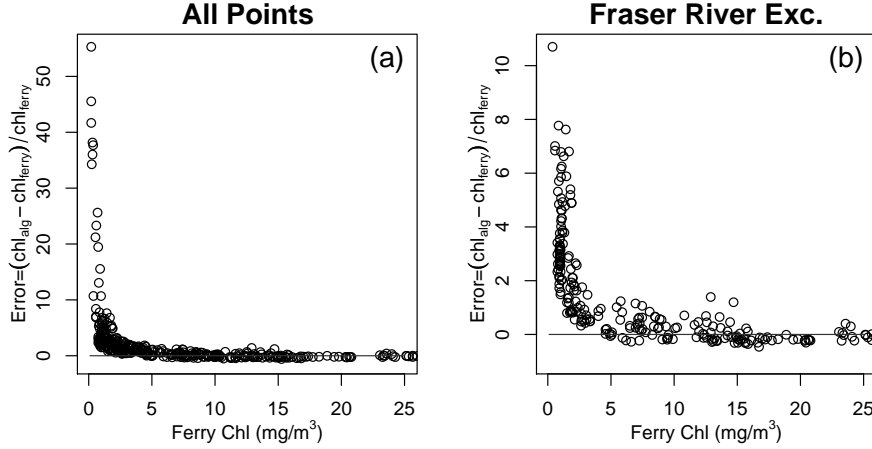 All Points
(a)
Error=(chl_alg − chl_ferry)/chl_ferry
50
40
30
20
10
0
0 5 10 15 20 25
Ferry Chl (mg/m³)
Fraser River Exc.
(b)
Error=(chl_alg − chl_ferry)/chl_ferry
10
8
6
4
2
0
0 5 10 15 20 25
Ferry Chl (mg/m³)